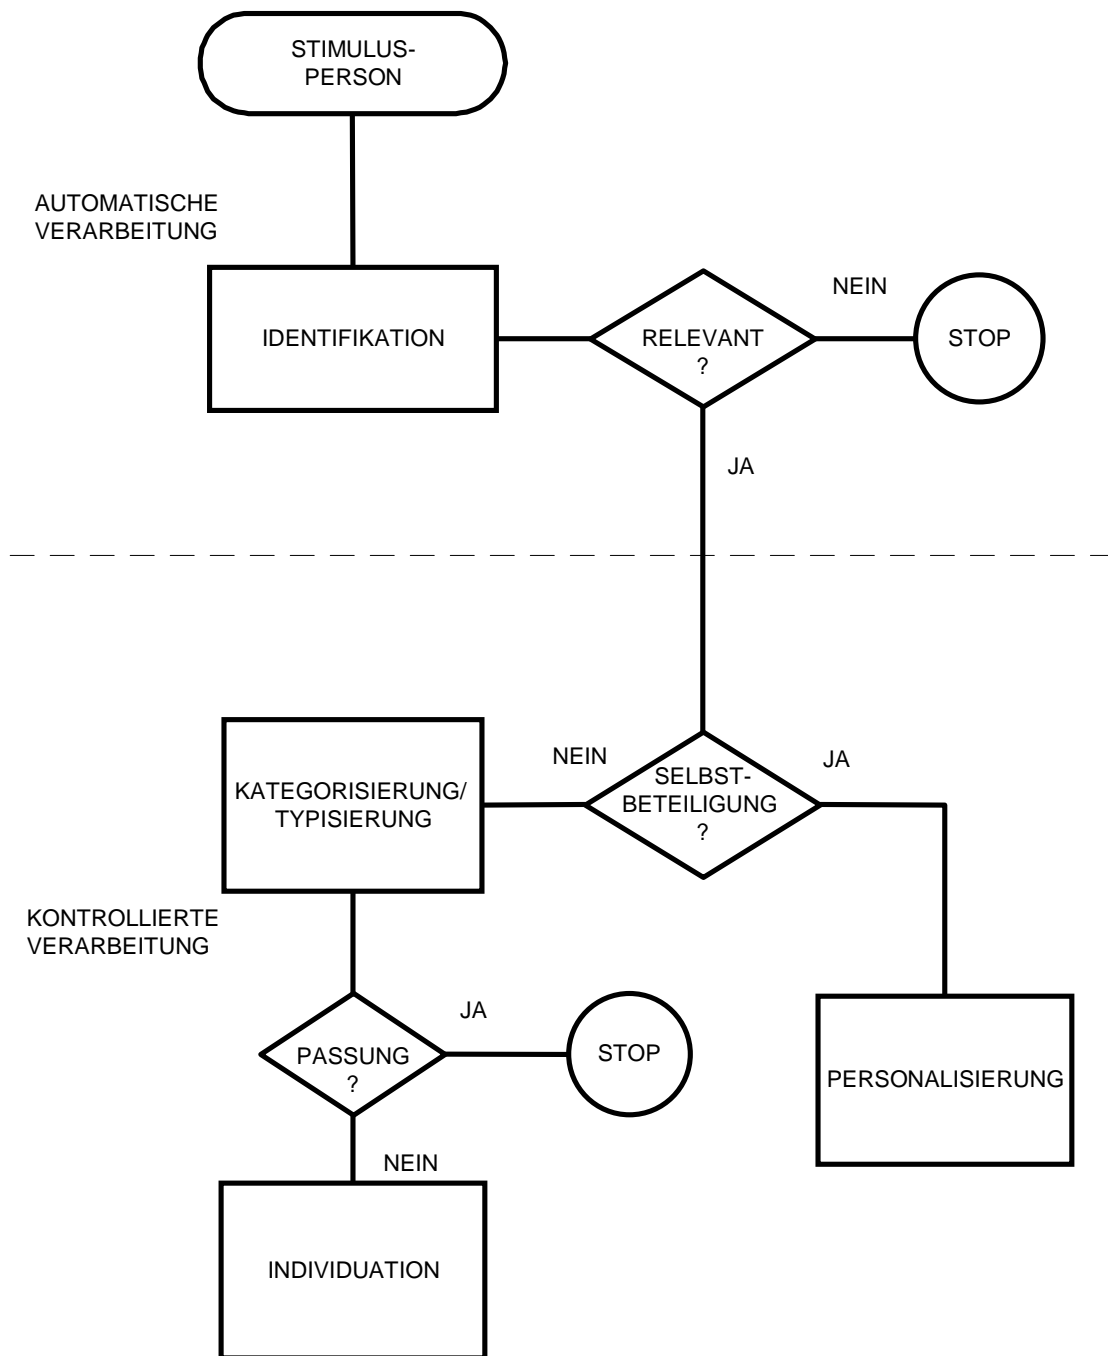 STIMULUS-
PERSON
AUTOMATISCHE
VERARBEITUNG
IDENTIFIKATION
RELEVANT
?
NEIN
STOP
JA
KATEGORISIERUNG/
TYPISIERUNG
NEIN
SELBST-
BETEILIGUNG
?
JA
KONTROLLIERTE
VERARBEITUNG
PASSUNG
?
JA
STOP
PERSONALISIERUNG
NEIN
INDIVIDUATION